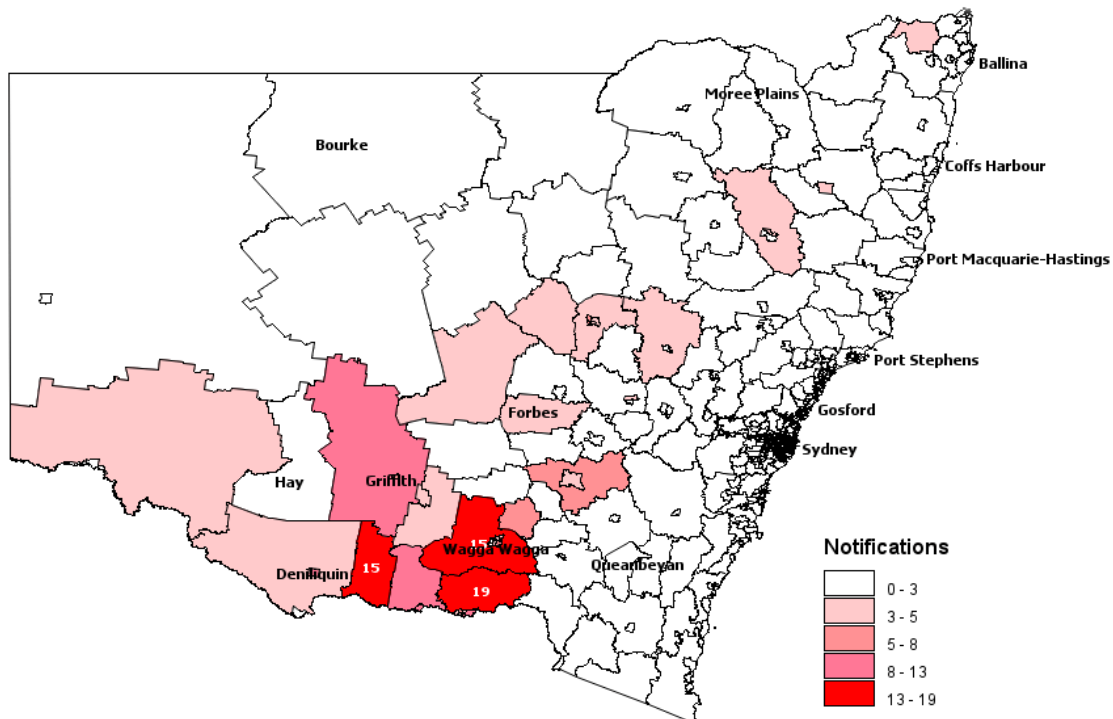 Ballina
Moree Plains
Bourke
Coffs Harbour
Port Macquarie-Hastings
Port Stephens
Forbes
Gosford
Sydney
Hay
Griffith
15
Wagga Wagga
Queanbeyan
Deniliquin
15
19
Notifications
0 - 3
3 - 5
5 - 8
8 - 13
13 - 19